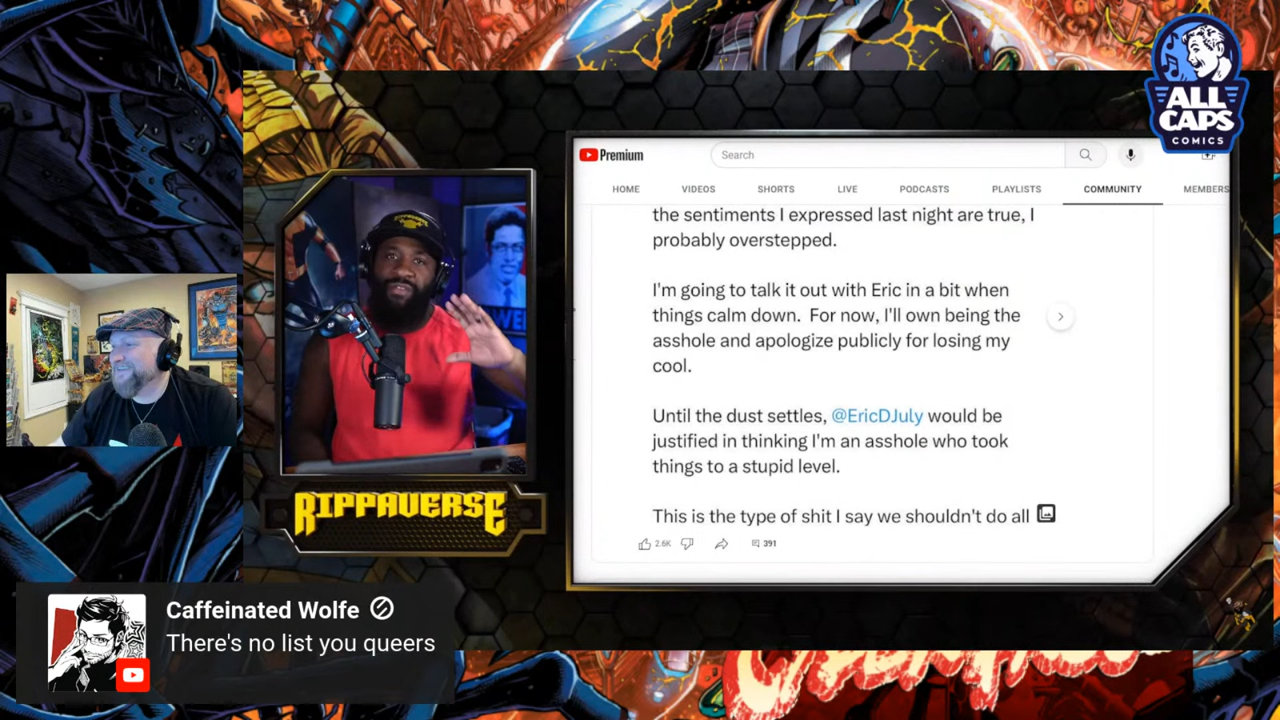 ALL
CAPS
COMICS
Premium
Search
HOME
VIDEOS
SHORTS
LIVE
PODCASTS
PLAYLISTS
COMMUNITY
MEMBERS
the sentiments I expressed last night are true, I
probably overstepped.
I'm going to talk it out with Eric in a bit when
things calm down. For now, I'll own being the
asshole and apologize publicly for losing my
cool.
Until the dust settles, @EricDJuly would be
justified in thinking I'm an asshole who took
things to a stupid level.
This is the type of shit I say we shouldn't do all
2.6K
391
RIPPAVERSE
Caffeinated Wolfe
There's no list you queers